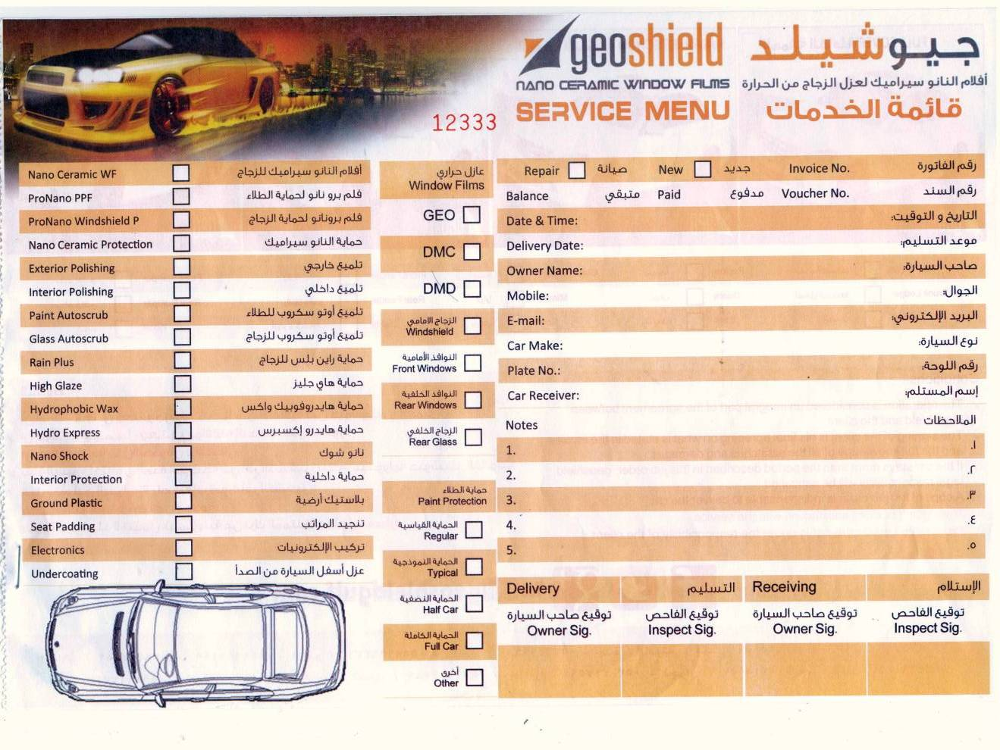 geoshield
جيوشيلد
NANO CERAMIC WINDOW FILMS
أفلام النانو سيراميك لعزل الزجاج من الحرارة
SERVICE MENU
قائمة الخدمات
12333
Nano Ceramic WF أفلام النانو سيراميك للزجاج
ProNano PPF فلم برو نانو لحماية الطلاء
ProNano Windshield P فلم برونانو لحماية الزجاج
Nano Ceramic Protection حماية النانو سيراميك
Exterior Polishing تلميع خارجي
Interior Polishing تلميع داخلي
Paint Autoscrub تلميع أوتو سكروب للطلاء
Glass Autoscrub تلميع أوتو سكروب للزجاج
Rain Plus حماية راين بلس للزجاج
High Glaze حماية هاي جليز
Hydrophobic Wax حماية هايدروفوبيك واكس
Hydro Express حماية هايدرو إكسبرس
Nano Shock نانو شوك
Interior Protection حماية داخلية
Ground Plastic بلاستيك أرضية
Seat Padding تنجيد المراتب
Electronics تركيب الإلكترونيات
Undercoating عزل أسفل السيارة من الصدأ
عازل حراري
Window Films
GEO
DMC
DMD
الزجاج الامامي
Windshield
النوافذ الأمامية
Front Windows
النوافذ الخلفية
Rear Windows
الزجاج الخلفي
Rear Glass
حماية الطلاء
Paint Protection
الحماية القياسية
Regular
الحماية النموذجية
Typical
الحماية النصفية
Half Car
الحماية الكاملة
Full Car
أخرى
Other
Repair صيانة New جديد Invoice No. رقم الفاتورة
Balance متبقي Paid مدفوع Voucher No. رقم السند
Date & Time: التاريخ و التوقيت:
Delivery Date: موعد التسليم:
Owner Name: صاحب السيارة:
Mobile: الجوال:
E-mail: البريد الإلكتروني:
Car Make: نوع السيارة:
Plate No.: رقم اللوحة:
Car Receiver: إسم المستلم:
Notes الملاحظات
1. .١
2. .٢
3. .٣
4. .٤
5. .٥
Delivery التسليم Receiving الإستلام
توقيع صاحب السيارة توقيع الفاحص توقيع صاحب السيارة توقيع الفاحص
Owner Sig. Inspect Sig. Owner Sig. Inspect Sig.